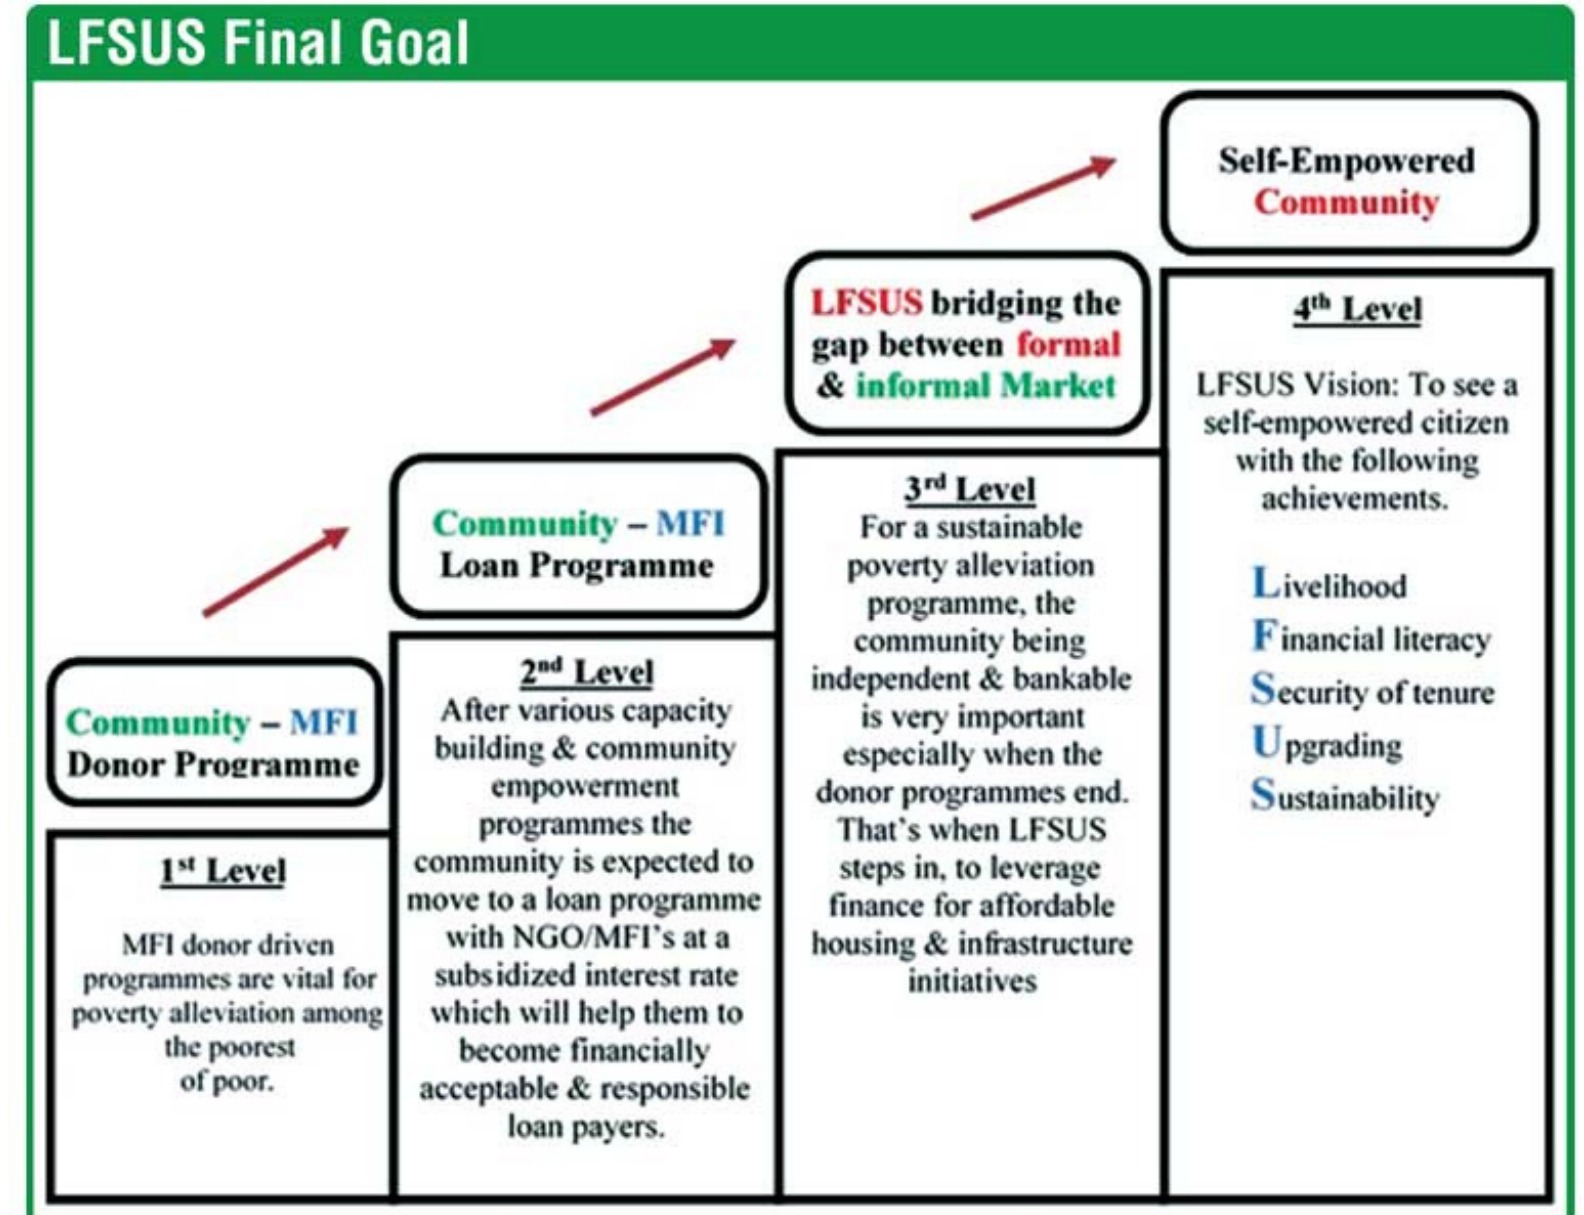 LFSUS Final Goal
Community – MFI
Donor Programme
1st Level
MFI donor driven
programmes are vital for
poverty alleviation among
the poorest
of poor.
Community – MFI
Loan Programme
2nd Level
After various capacity
building & community
empowerment
programmes the
community is expected to
move to a loan programme
with NGO/MFI's at a
subsidized interest rate
which will help them to
become financially
acceptable & responsible
loan payers.
LFSUS bridging the
gap between formal
& informal Market
3rd Level
For a sustainable
poverty alleviation
programme, the
community being
independent & bankable
is very important
especially when the
donor programmes end.
That's when LFSUS
steps in, to leverage
finance for affordable
housing & infrastructure
initiatives
Self-Empowered
Community
4th Level
LFSUS Vision: To see a
self-empowered citizen
with the following
achievements.
Livelihood
Financial literacy
Security of tenure
Upgrading
Sustainability